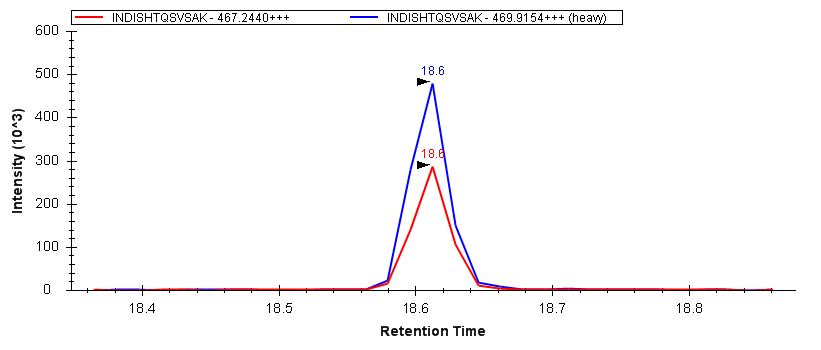 INDISHTQSVSAK - 467.2440+++ INDISHTQSVSAK - 469.9154+++ (heavy)
600
500
400
300
200
100
0
Intensity (10^3)
18.6
18.6
18.4 18.5 18.6 18.7 18.8
Retention Time